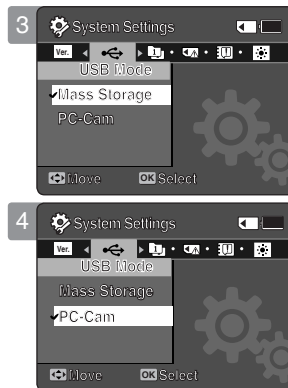 3
System Settings
Ver.
USB Mode
Mass Storage
PC-Cam
Move OK Select
4
System Settings
Ver.
USB Mode
Mass Storage
PC-Cam
Move OK Select